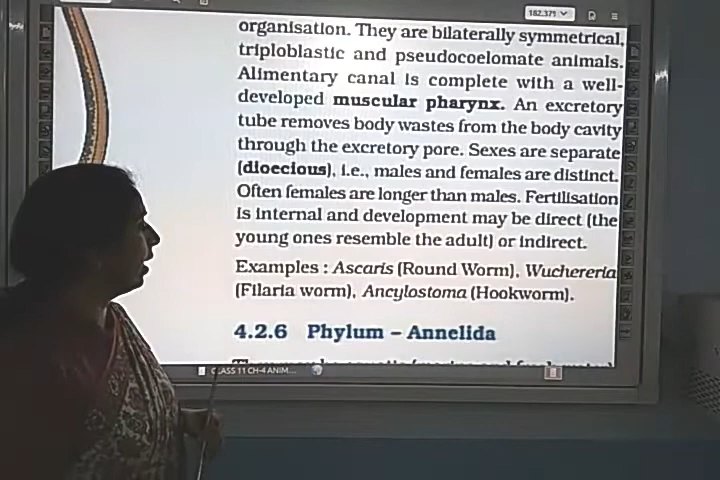 182.371
organisation. They are bilaterally symmetrical,
triploblastic and pseudocoelomate animals.
Alimentary canal is complete with a well-
developed muscular pharynx. An excretory
tube removes body wastes from the body cavity
through the excretory pore. Sexes are separate
(dioecious), i.e., males and females are distinct.
Often females are longer than males. Fertilisation
is internal and development may be direct (the
young ones resemble the adult) or indirect.
Examples : Ascaris (Round Worm), Wuchereria
(Filaria worm), Ancylostoma (Hookworm).
4.2.6 Phylum – Annelida
CLASS 11 CH-4 ANIM...